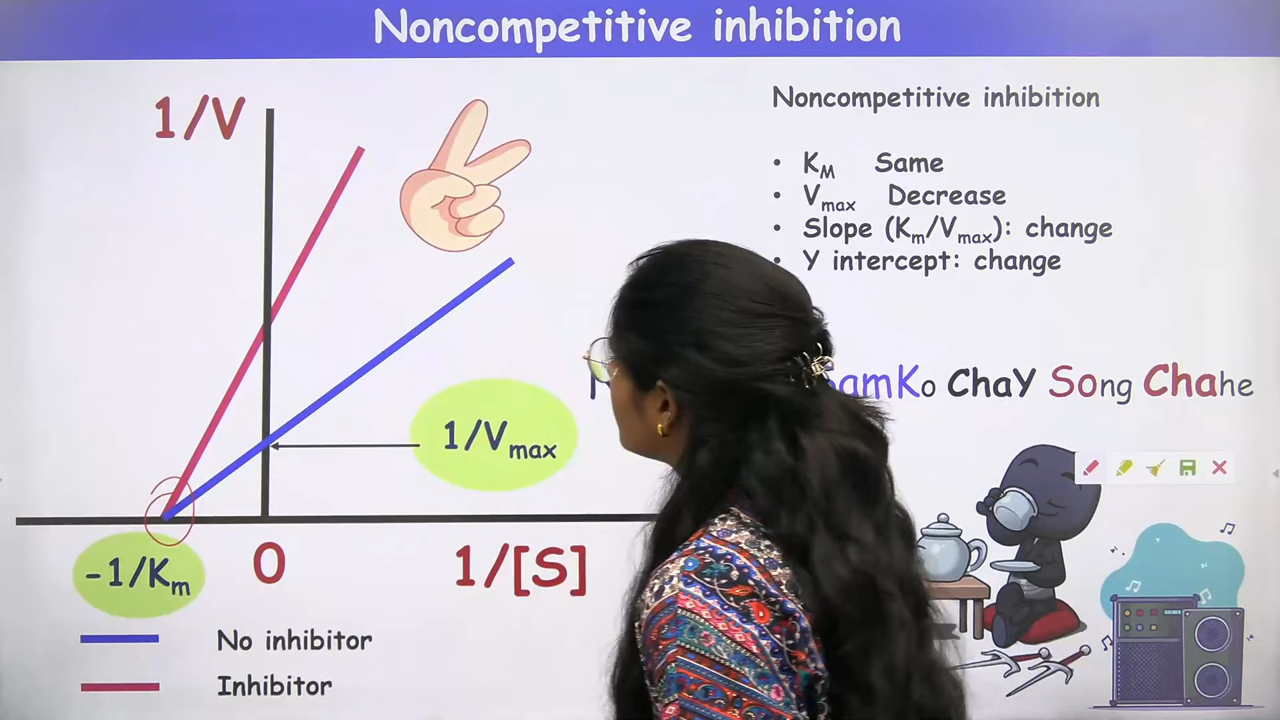 Noncompetitive inhibition
1/V
Noncompetitive inhibition
• KM Same
• Vmax Decrease
• Slope (Km/Vmax): change
• Y intercept: change
amKo ChaY Song Chahe
1/Vmax
-1/Km
0
1/[S]
No inhibitor
Inhibitor